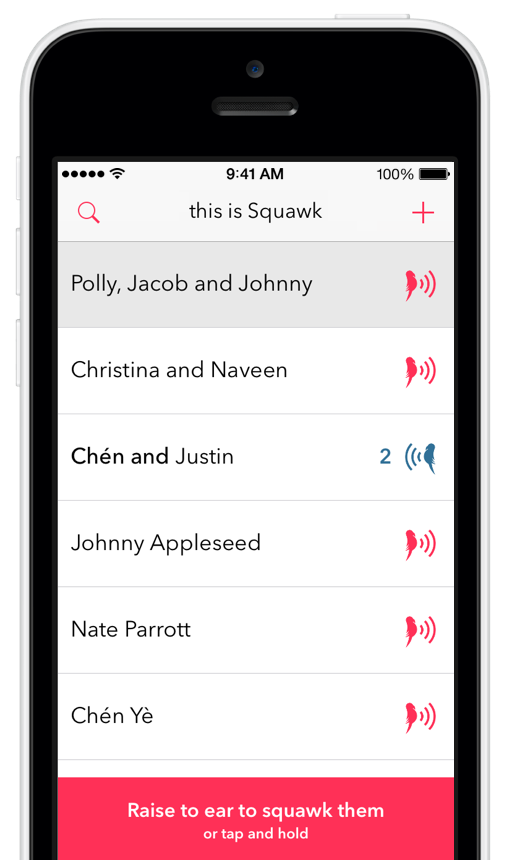 9:41 AM 100%
this is Squawk
Polly, Jacob and Johnny
Christina and Naveen
Chén and Justin 2
Johnny Appleseed
Nate Parrott
Chén Yè
Raise to ear to squawk them
or tap and hold